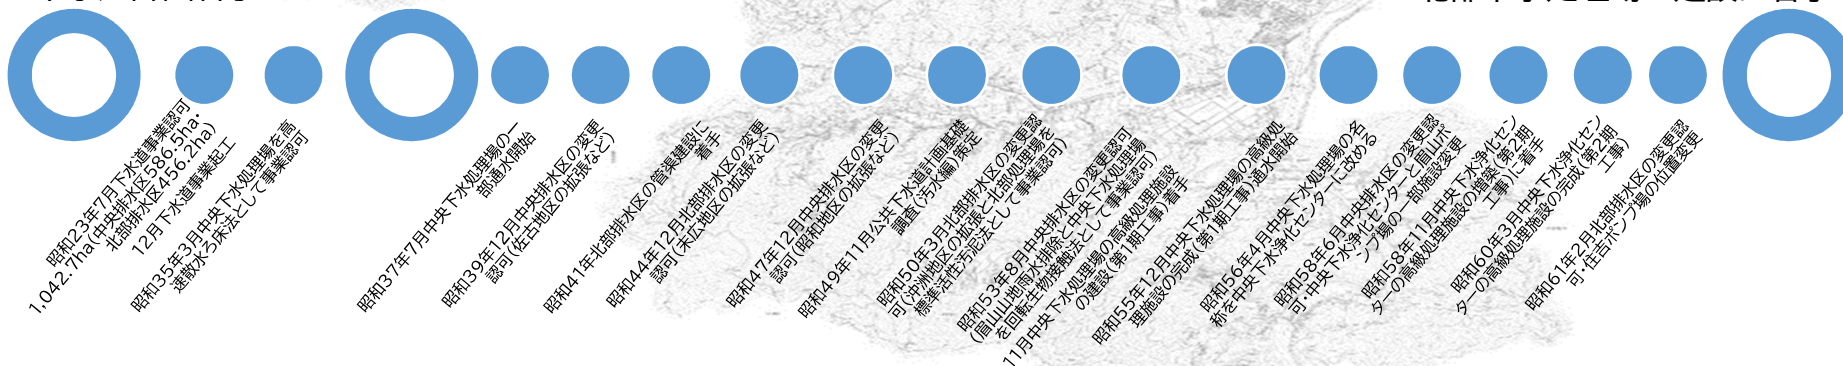 昭和23年7月下水道事業認可
1,042.7ha(中央排水区586.5ha・
北部排水区456.2ha)
12月下水道事業起工
昭和35年3月中央下水処理場を高
速散水ろ床法として事業認可
昭和37年7月中央下水処理場の一
部通水開始
昭和39年12月中央排水区の変更
認可(佐古地区の拡張など)
昭和41年北部排水区の管渠建設に
着手
昭和44年12月北部排水区の変更
認可(末広地区の拡張など)
昭和47年12月中央排水区の変更
認可(昭和地区の拡張など)
昭和49年11月公共下水道計画基礎
調査(汚水編)策定
昭和50年3月北部排水区の変更認
可(沖洲地区の拡張と北部処理場を
標準活性汚泥法として事業認可)
昭和53年8月中央排水区の変更認可
(眉山山地雨水排除と中央下水処理場
を回転生物接触法として事業認可)
11月中央下水処理場の高級処理施設
の建設(第1期工事)着手
昭和55年12月中央下水処理場の高級処
理施設の完成(第1期工事)通水開始
昭和56年4月中央下水処理場の名
称を中央下水浄化センターに改める
昭和58年6月中央排水区の変更認
可・中央下水浄化センターと眉山ポ
ンプ場の一部施設変更
昭和58年11月中央下水浄化セン
ターの高級処理施設の増築(第2期
工事)に着手
昭和60年3月中央下水浄化セン
ターの高級処理施設の完成(第2期
工事)
昭和61年2月北部排水区の変更認
可・住吉ポンプ場の位置変更